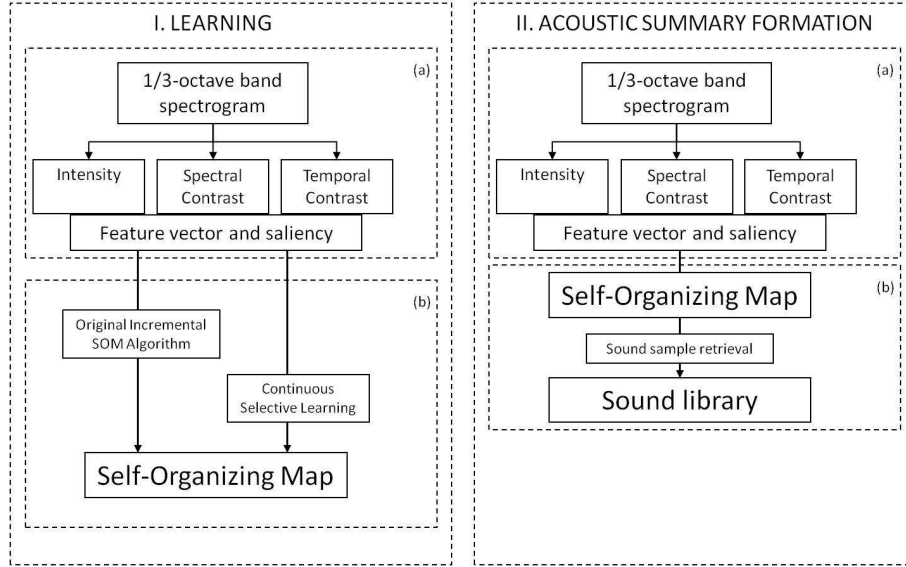 I. LEARNING
(a)
1/3-octave band
spectrogram
Intensity
Spectral
Contrast
Temporal
Contrast
Feature vector and saliency
(b)
Original Incremental
SOM Algorithm
Continuous
Selective Learning
Self-Organizing Map
II. ACOUSTIC SUMMARY FORMATION
(a)
1/3-octave band
spectrogram
Intensity
Spectral
Contrast
Temporal
Contrast
Feature vector and saliency
(b)
Self-Organizing Map
Sound sample retrieval
Sound library